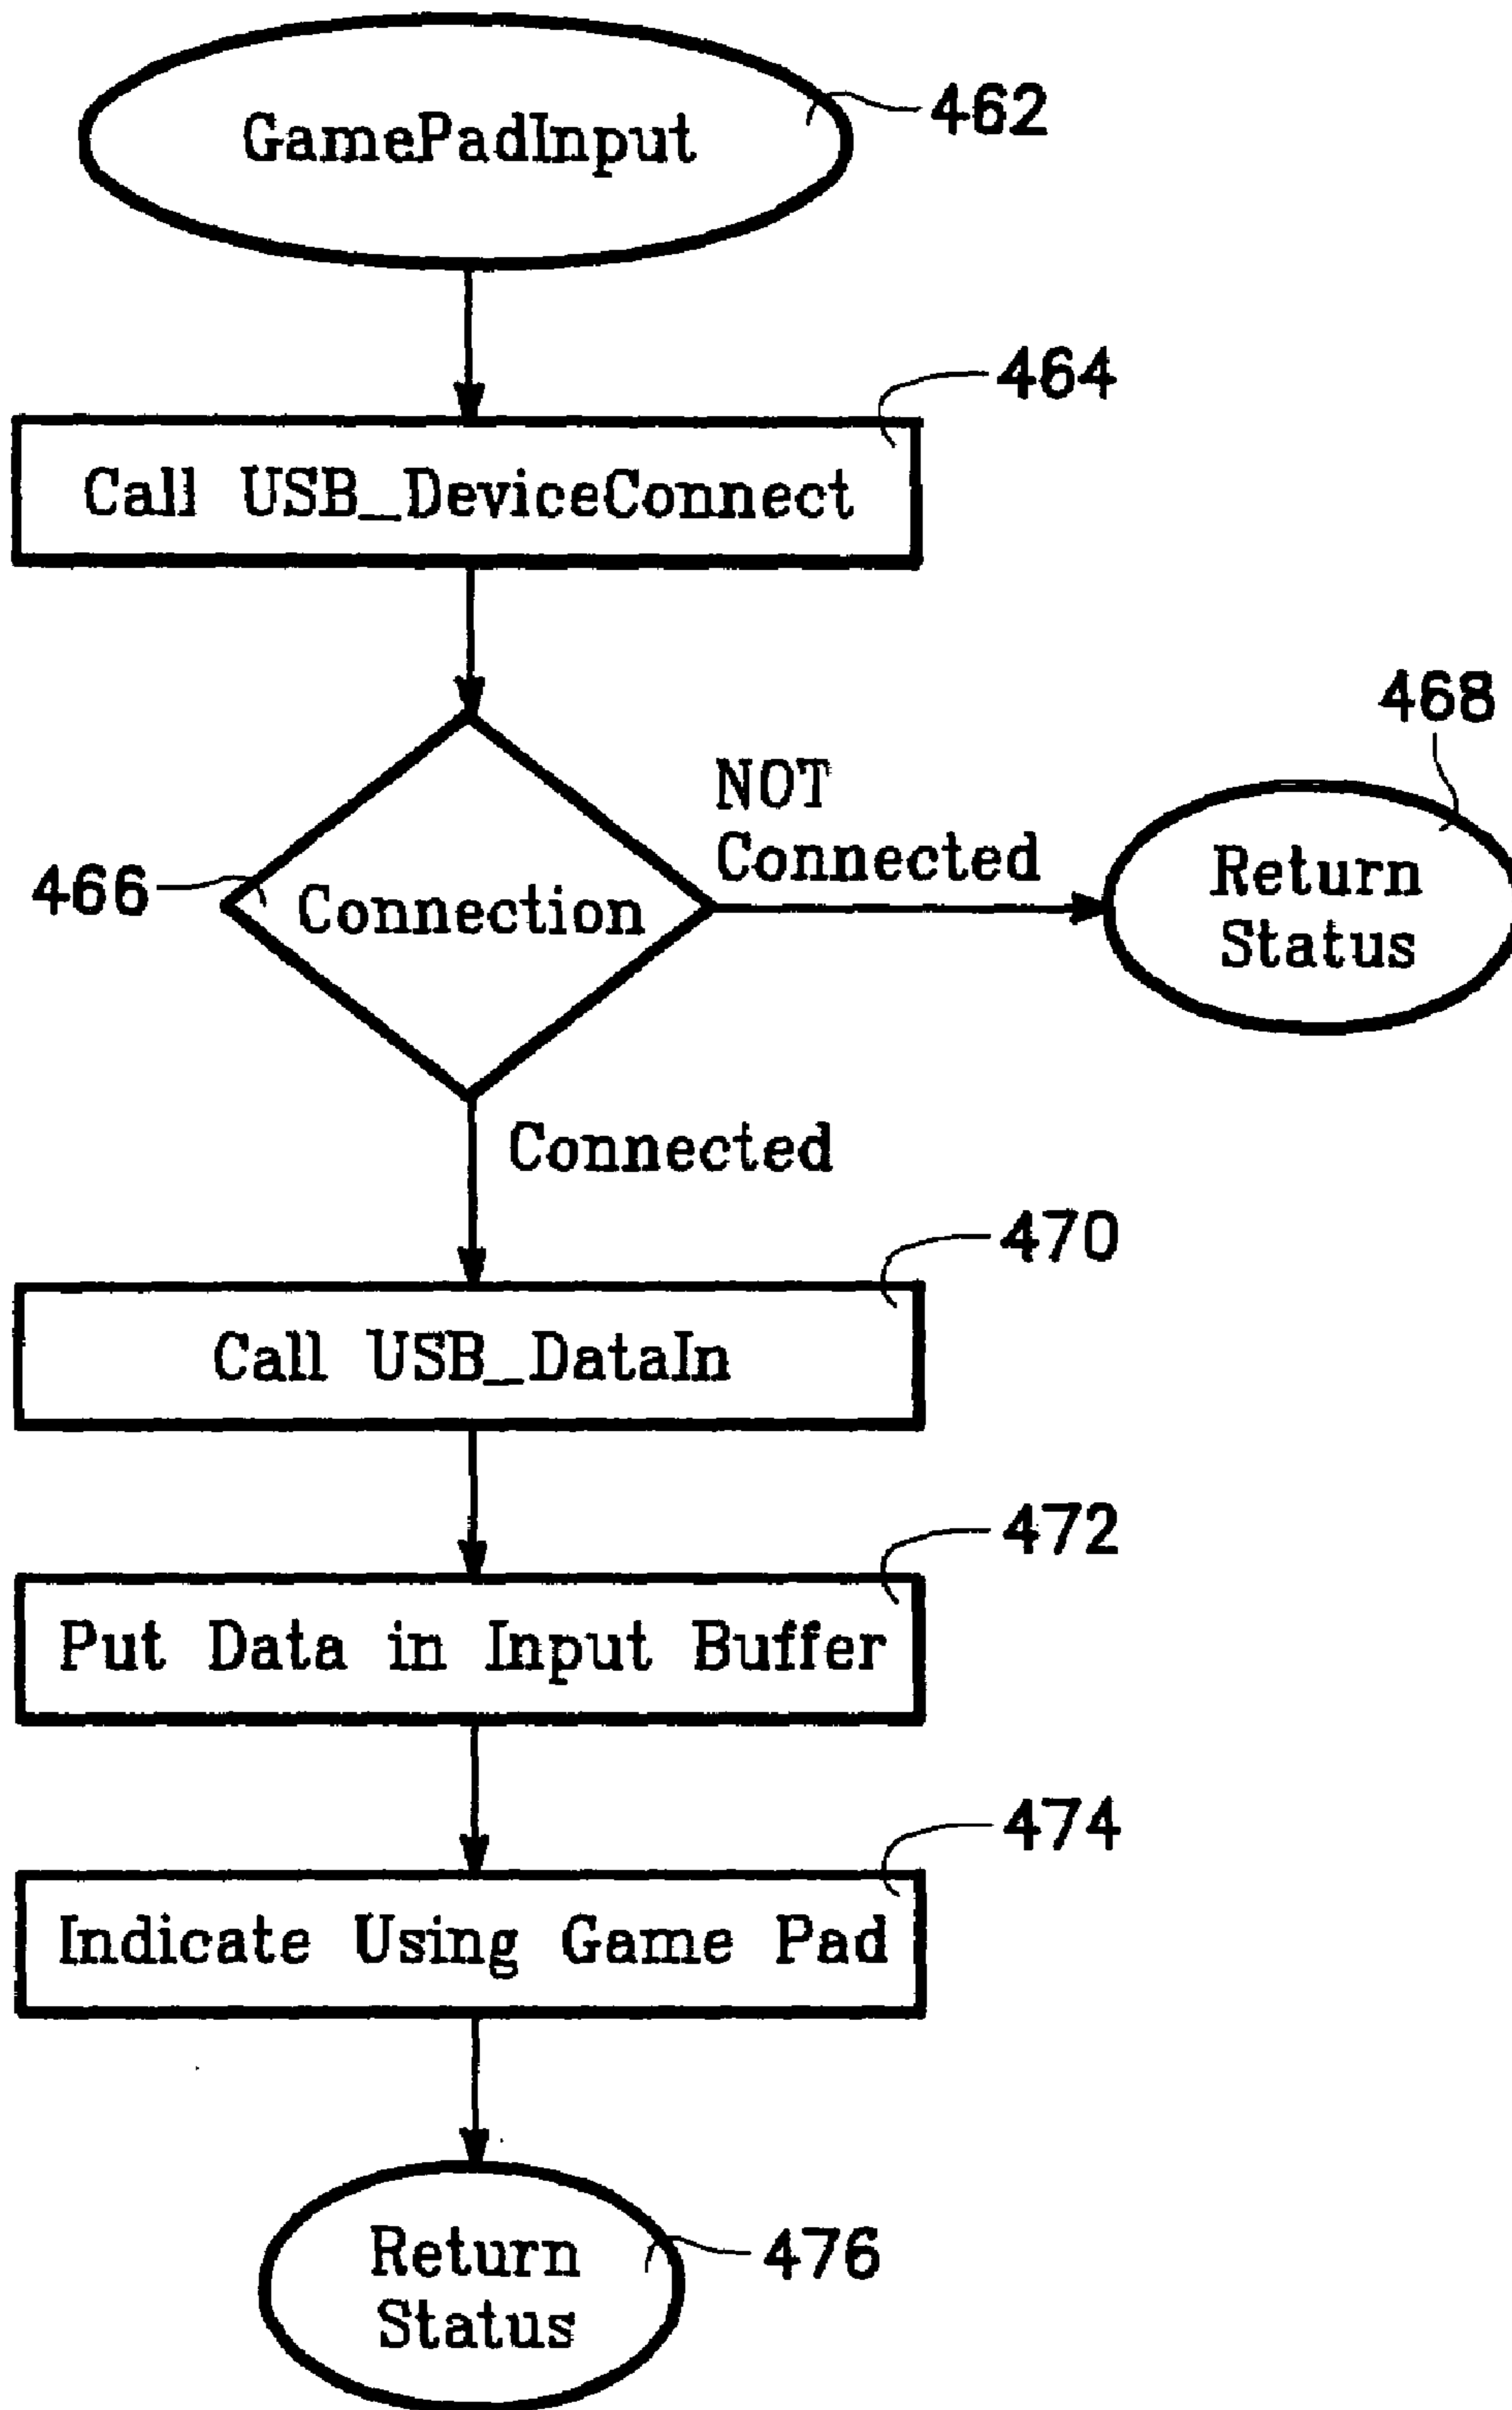 GamePadInput
462
464
Call USB_DeviceConnect
468
NOT
Connected
466
Connection
Return
Status
Connected
470
Call USB_DataIn
472
Put Data in Input Buffer
474
Indicate Using Game Pad
Return
Status
476